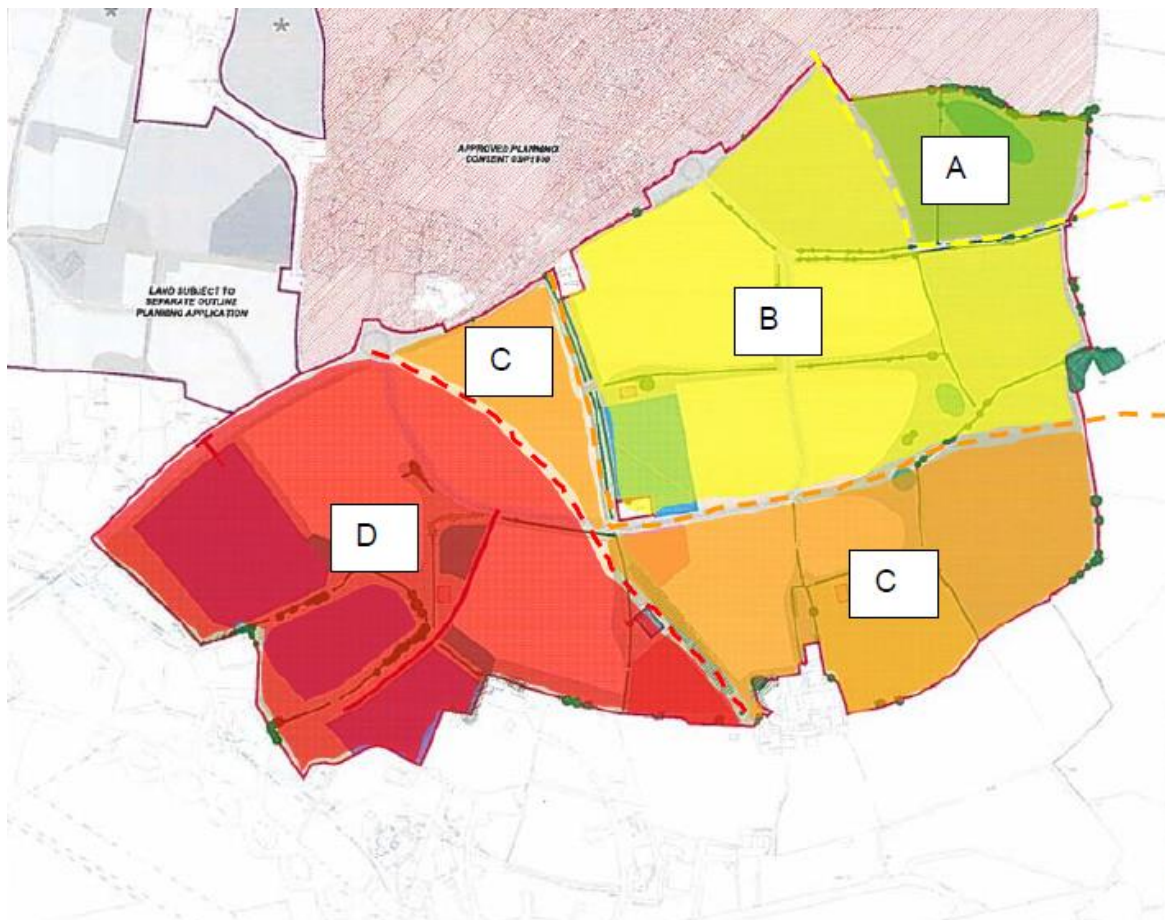 *
*
APPROVED PLANNING
A
LAND SUBJECT TO
SEPARATE OUTLINE
PLANNING APPLICATION
B
C
D
C